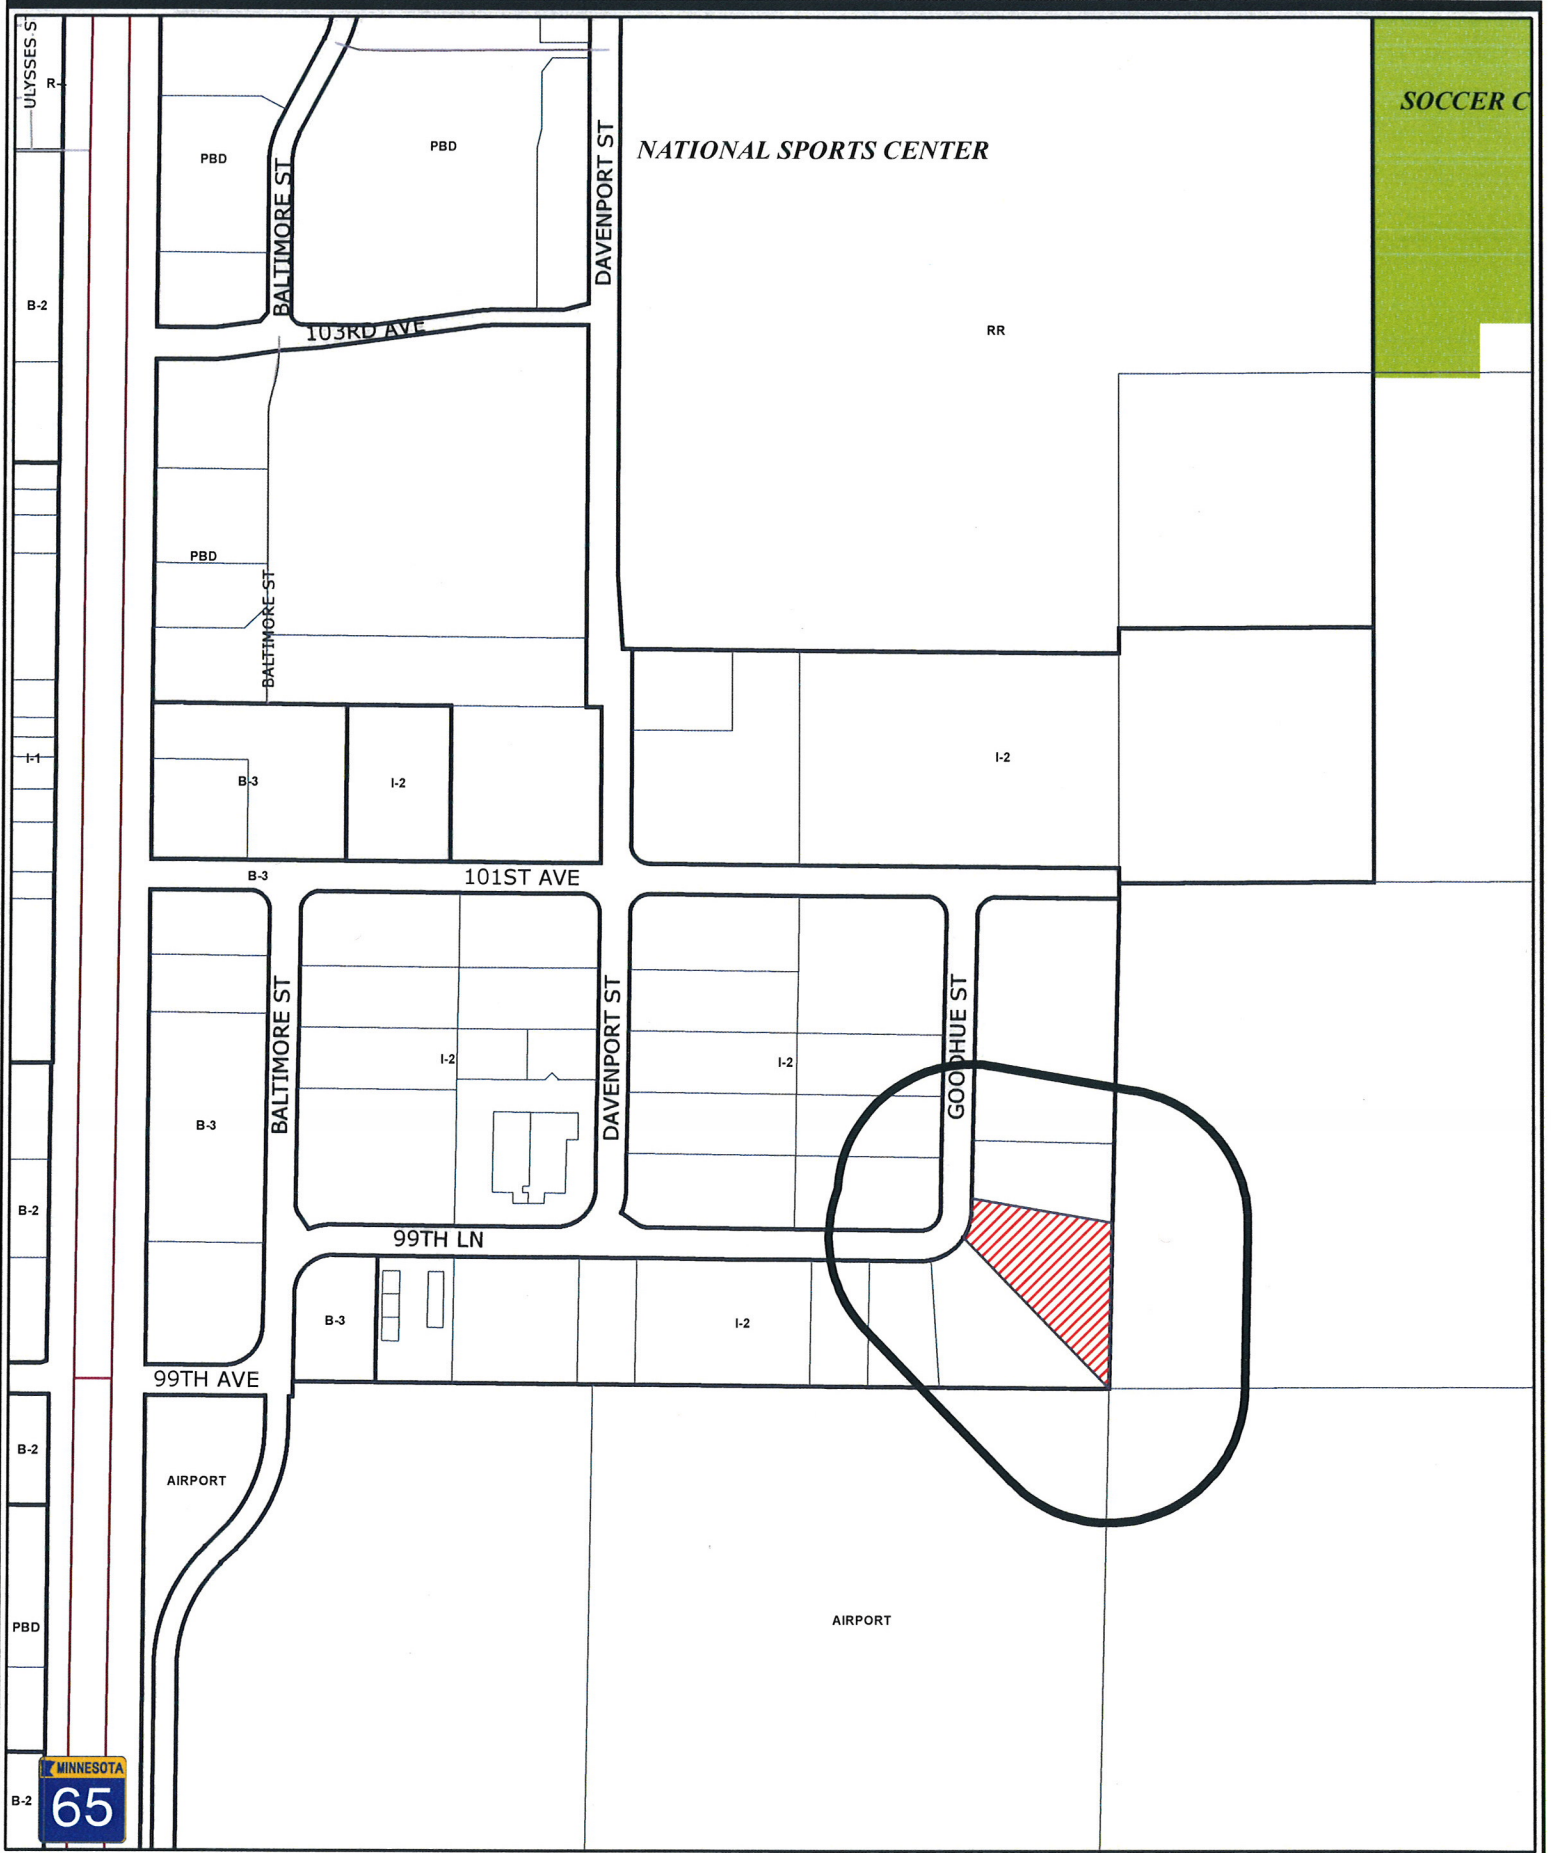 ULYSSES S
R-
SOCCER C
NATIONAL SPORTS CENTER
PBD
PBD
DAVENPORT ST
BALTIMORE ST
B-2
103RD AVE
RR
PBD
BALTIMORE ST
I-1
B-3
I-2
I-2
B-3
101ST AVE
BALTIMORE ST
DAVENPORT ST
GOODHUE ST
I-2
I-2
B-3
B-2
99TH LN
B-3
I-2
99TH AVE
B-2
AIRPORT
AIRPORT
PBD
MINNESOTA
65
B-2